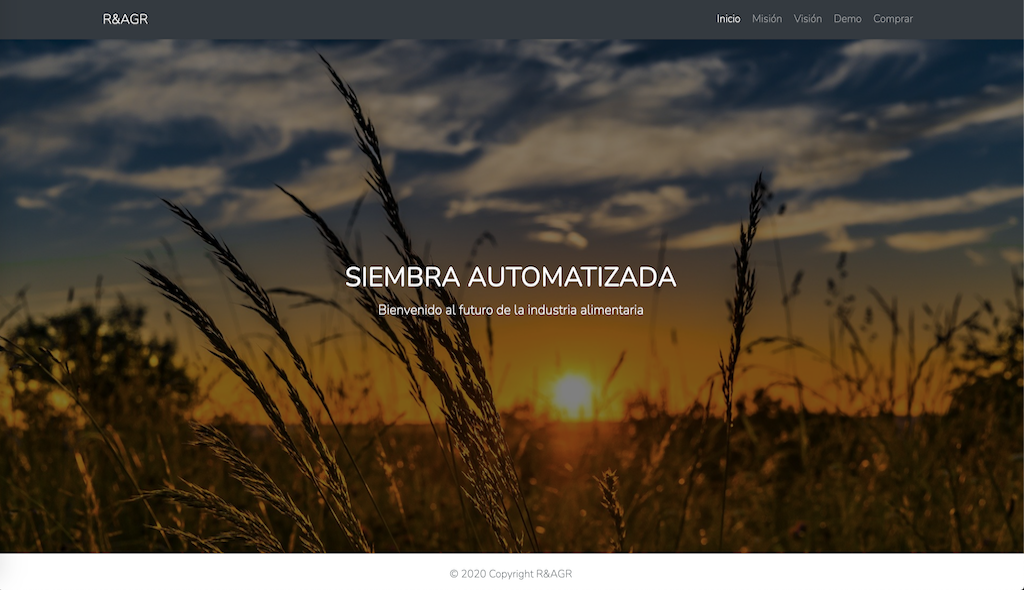 R&AGR
Inicio Misión Visión Demo Comprar
SIEMBRA AUTOMATIZADA
Bienvenido al futuro de la industria alimentaria
© 2020 Copyright R&AGR